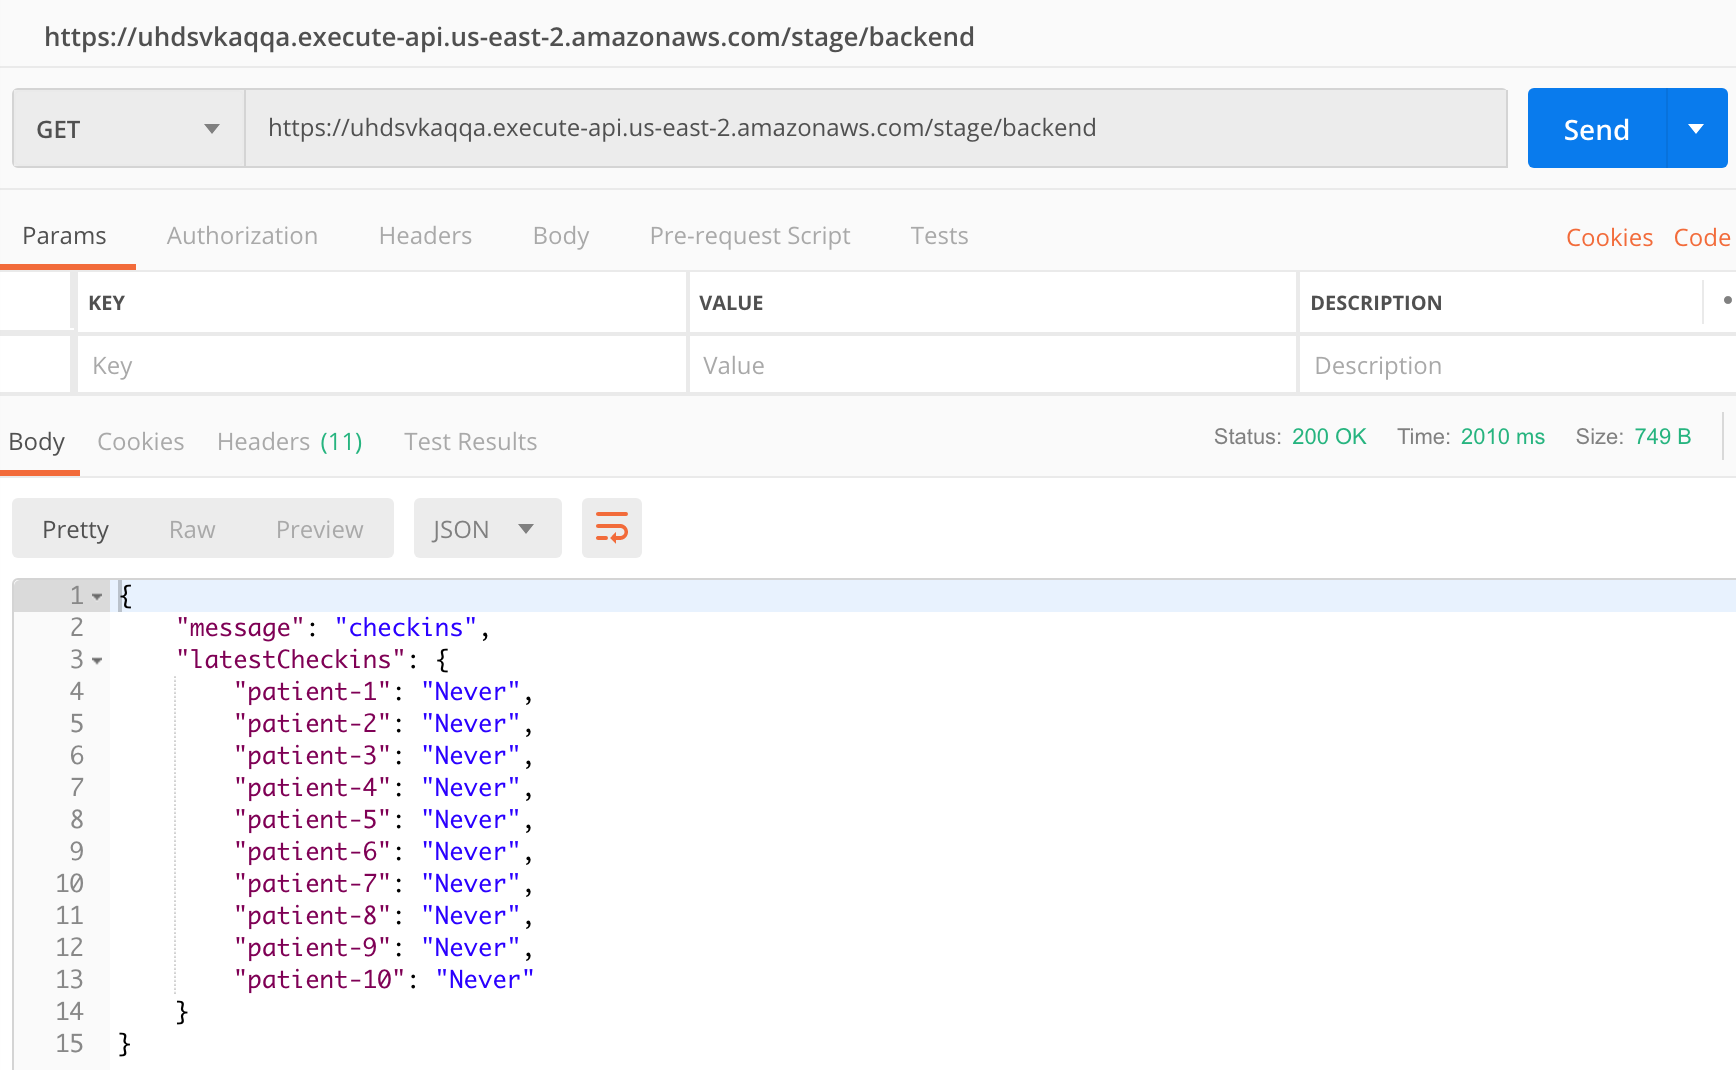 https://uhdsvkaqqa.execute-api.us-east-2.amazonaws.com/stage/backend
GET https://uhdsvkaqqa.execute-api.us-east-2.amazonaws.com/stage/backend Send
Params Authorization Headers Body Pre-request Script Tests Cookies Code
KEY VALUE DESCRIPTION
Key Value Description
Body Cookies Headers (11) Test Results Status: 200 OK Time: 2010 ms Size: 749 B
Pretty Raw Preview JSON
1 {
2 "message": "checkins",
3 "latestCheckins": {
4 "patient-1": "Never",
5 "patient-2": "Never",
6 "patient-3": "Never",
7 "patient-4": "Never",
8 "patient-5": "Never",
9 "patient-6": "Never",
10 "patient-7": "Never",
11 "patient-8": "Never",
12 "patient-9": "Never",
13 "patient-10": "Never"
14 }
15 }